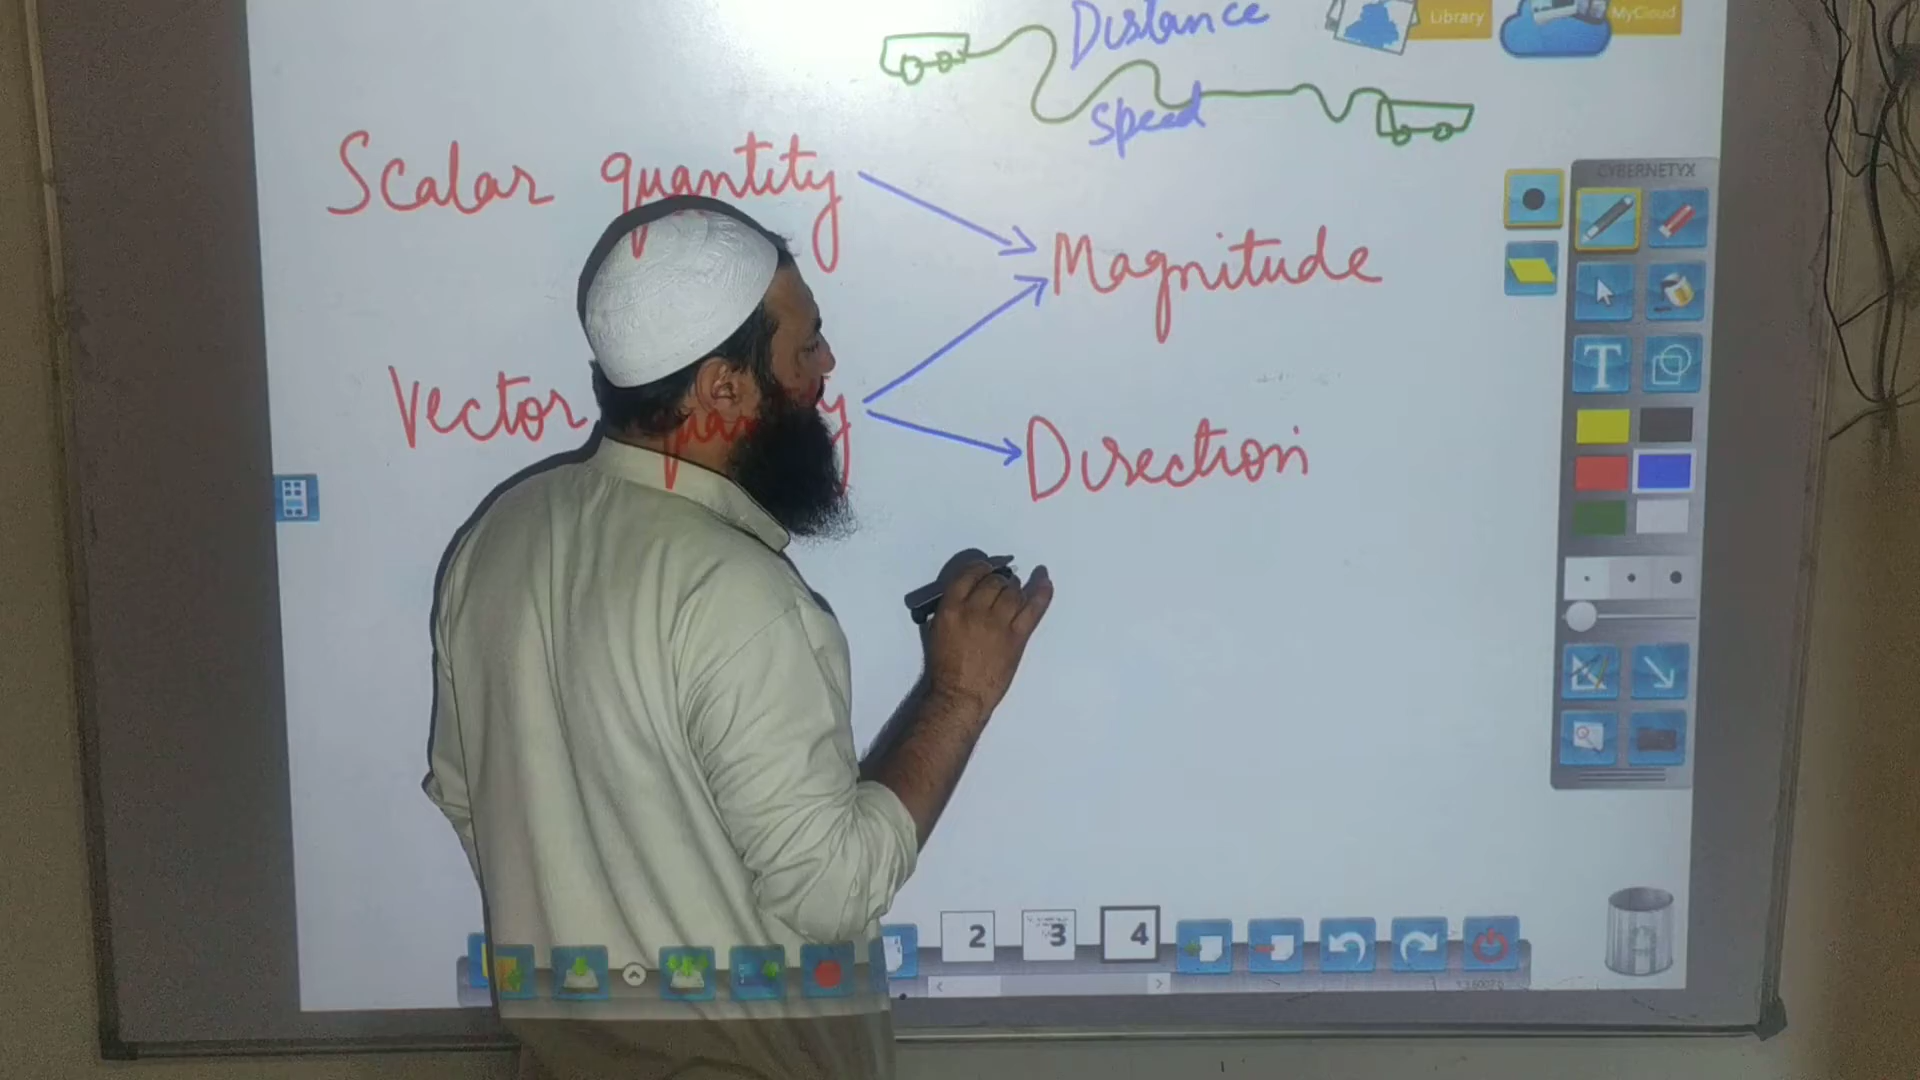 Distance
Library
MyCloud
Speed
Scalar quantity
CYBERNETYX
Magnitude
Vector
Direction
T
2
3
4